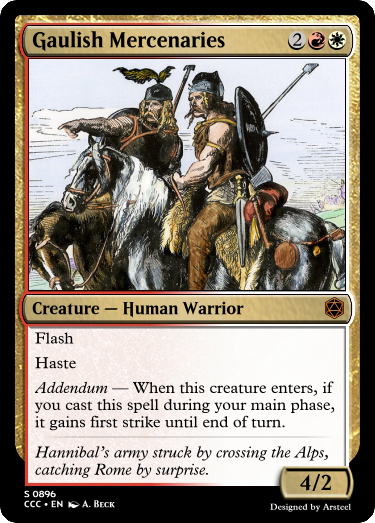 Gaulish Mercenaries 2
Creature — Human Warrior
Flash
Haste
Addendum — When this creature enters, if
you cast this spell during your main phase,
it gains first strike until end of turn.
Hannibal's army struck by crossing the Alps,
catching Rome by surprise.
4/2
S 0896
CCC • EN A. Beck
Designed by Arsteel